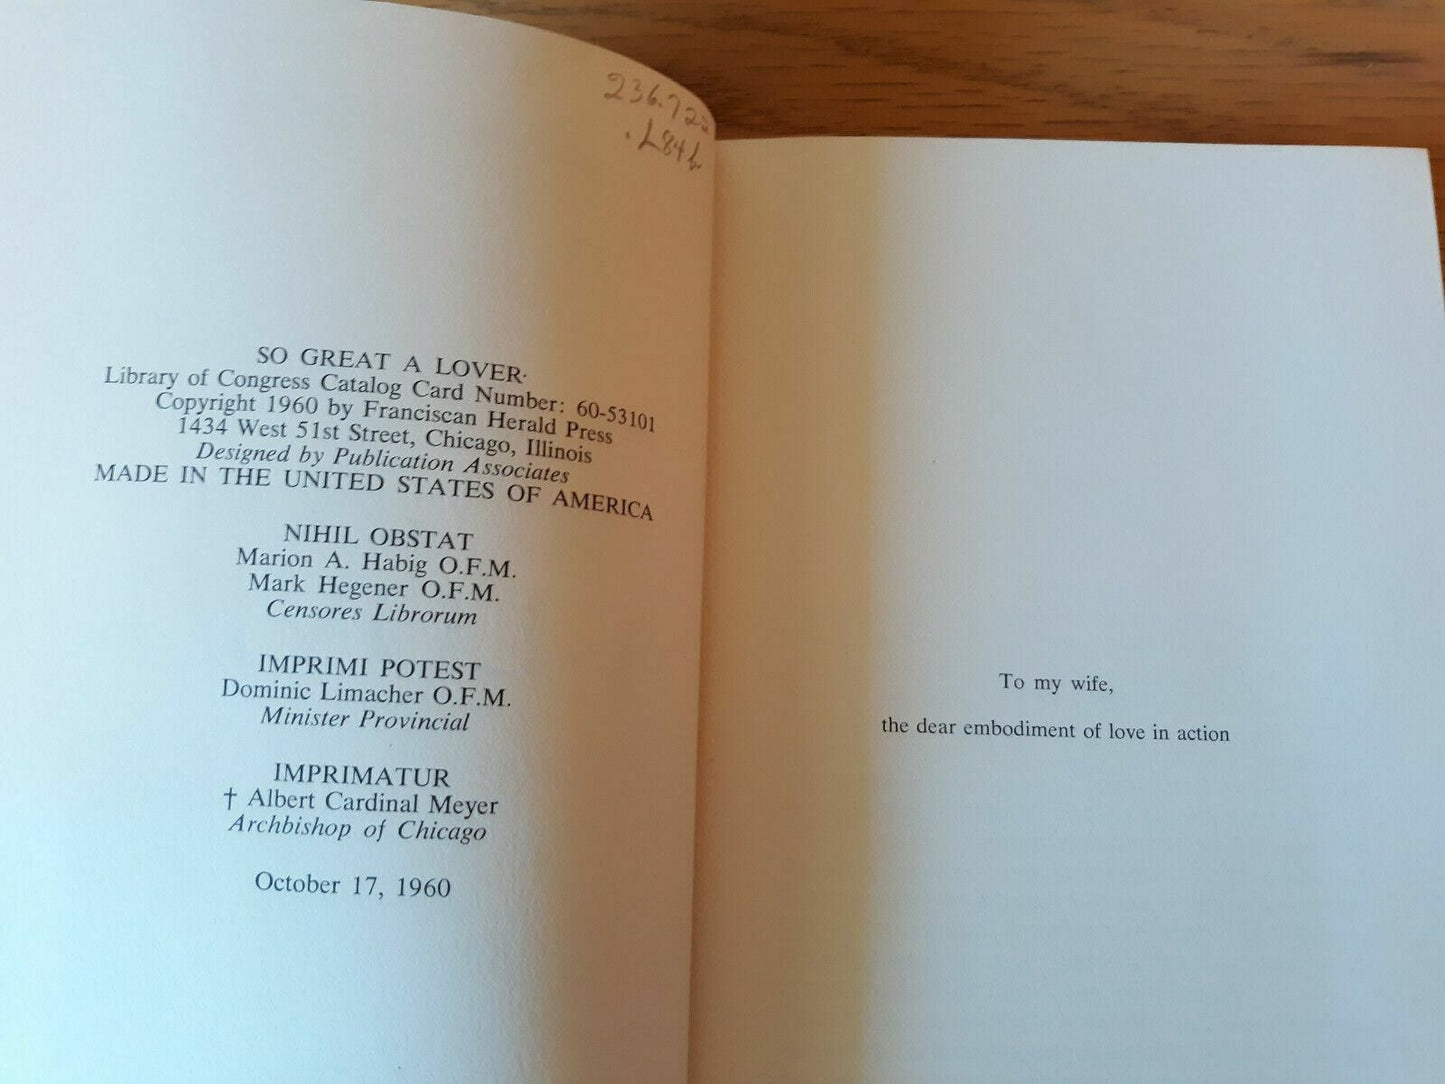 236.722
.L84
SO GREAT A LOVER
Library of Congress Catalog Card Number: 60-53101
Copyright 1960 by Franciscan Herald Press
1434 West 51st Street, Chicago, Illinois
Designed by Publication Associates
MADE IN THE UNITED STATES OF AMERICA
NIHIL OBSTAT
Marion A. Habig O.F.M.
Mark Hegener O.F.M.
Censores Librorum
IMPRIMI POTEST
Dominic Limacher O.F.M.
Minister Provincial
IMPRIMATUR
† Albert Cardinal Meyer
Archbishop of Chicago
October 17, 1960
To my wife,
the dear embodiment of love in action